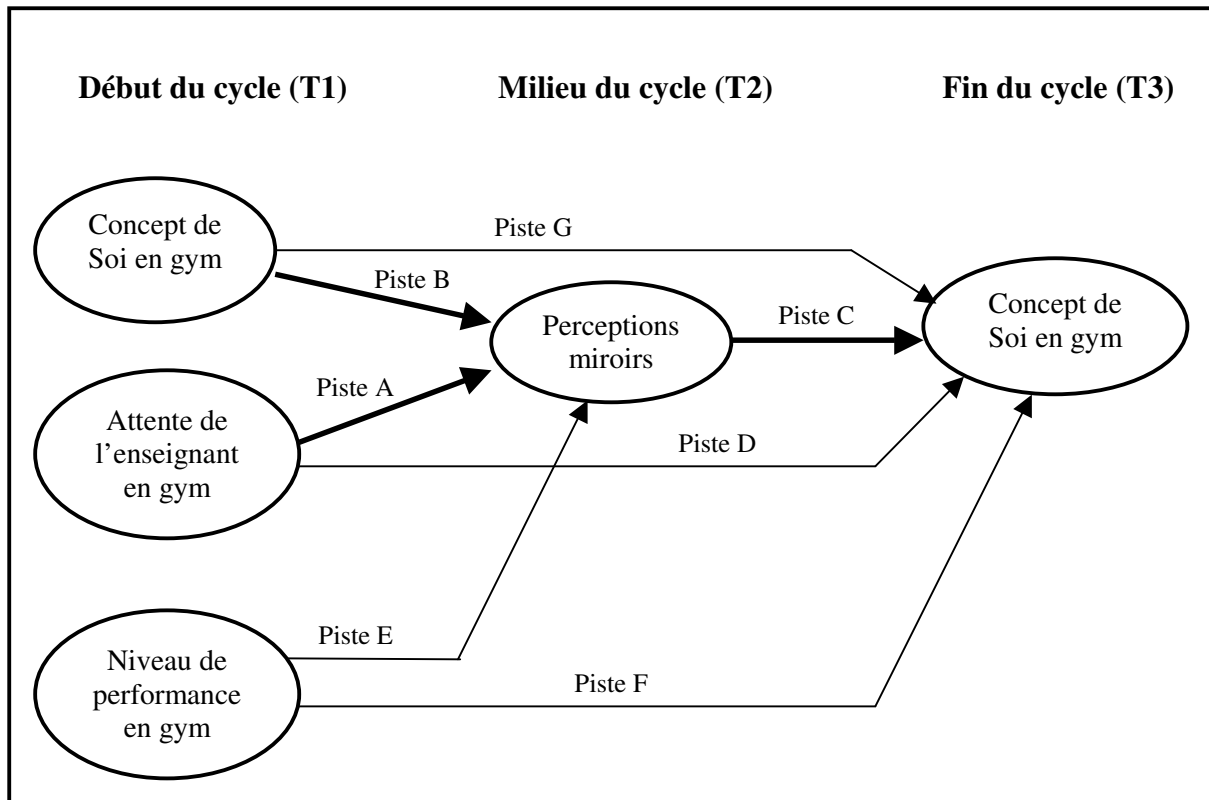 Début du cycle (T1)
Milieu du cycle (T2)
Fin du cycle (T3)
Concept de
Soi en gym
Piste G
Piste B
Perceptions
miroirs
Piste C
Concept de
Soi en gym
Piste A
Attente de
l’enseignant
en gym
Piste D
Piste E
Niveau de
performance
en gym
Piste F